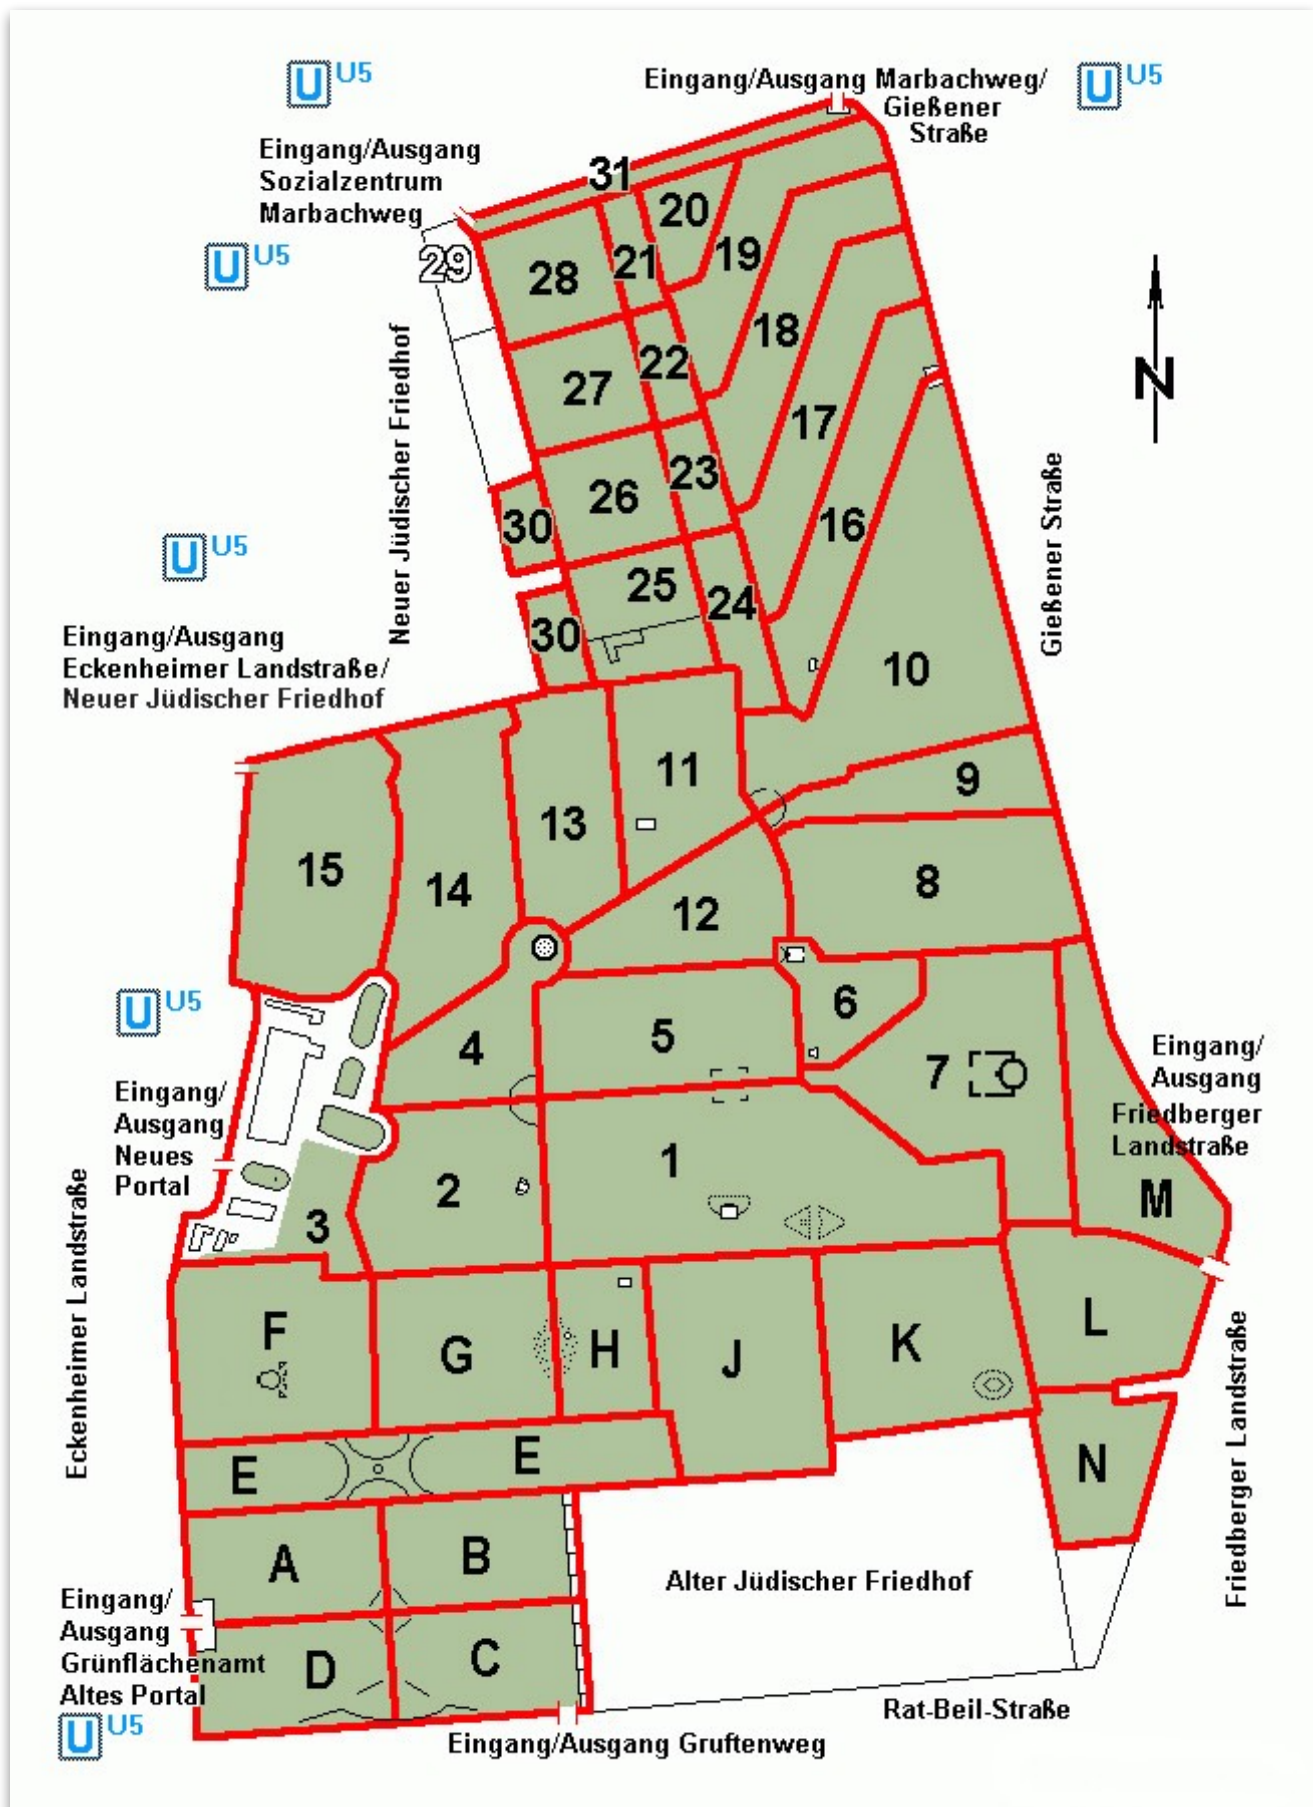 U U5
Eingang/Ausgang Marbachweg/
Gießener
Straße
U U5
Eingang/Ausgang
Sozialzentrum
Marbachweg
31
20
29
28
21
19
U U5
18
22
27
Neuer Jüdischer Friedhof
17
23
26
30
16
Gießener Straße
N
U U5
25
24
30
10
Eingang/Ausgang
Eckenheimer Landstraße/
Neuer Jüdischer Friedhof
11
9
13
15
14
12
8
U U5
6
5
4
7
Eingang/
Ausgang
Friedberger
Landstraße
Eingang/
Ausgang
Neues
Portal
1
2
3
M
Eckenheimer Landstraße
F
G
H
J
K
L
Friedberger Landstraße
E
E
N
A
B
Alter Jüdischer Friedhof
Eingang/
Ausgang
Grünflächenamt
Altes Portal
D
C
U U5
Rat-Beil-Straße
Eingang/Ausgang Gruftenweg